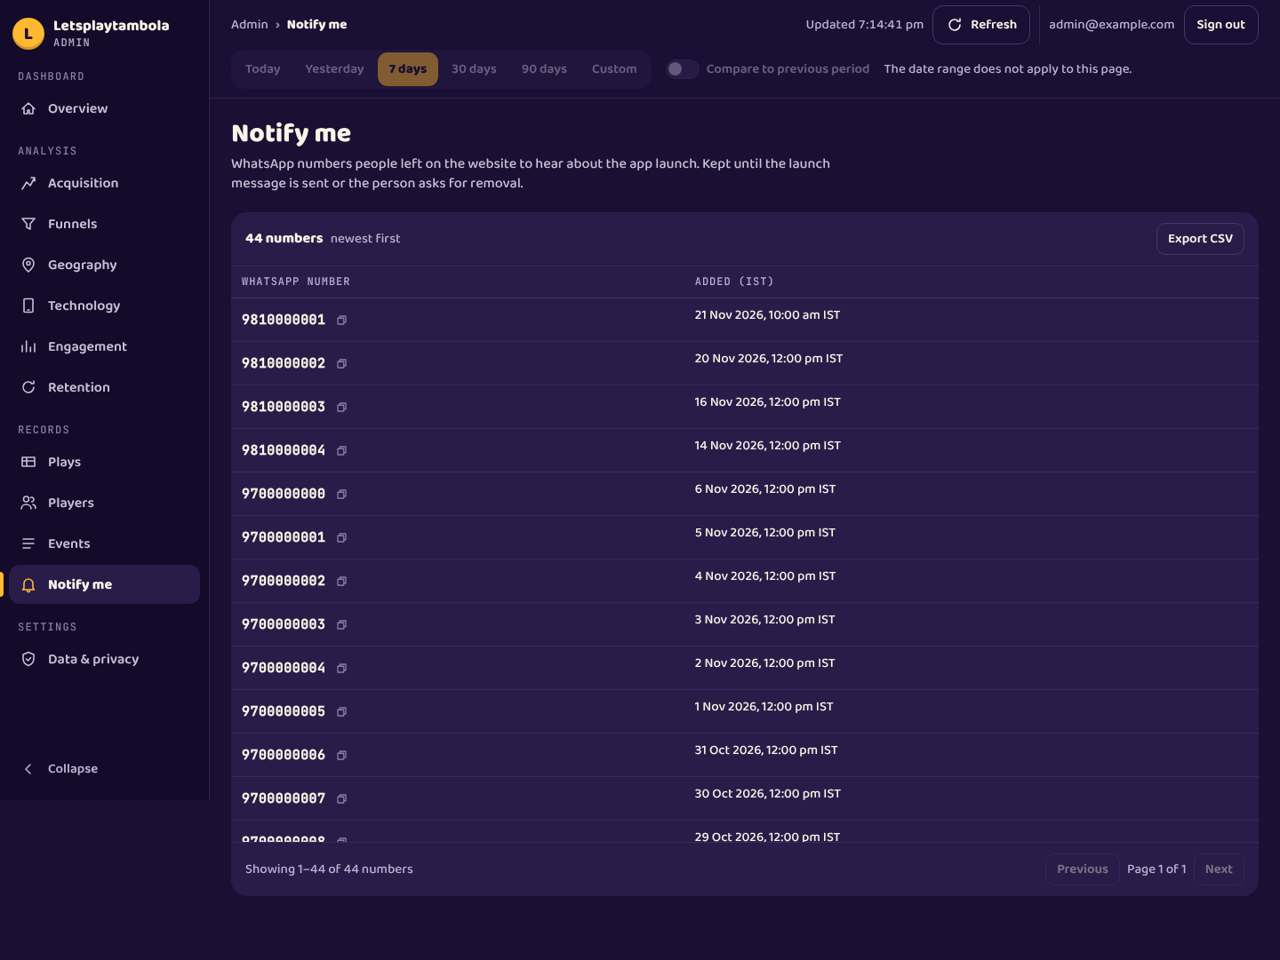 L
Letsplaytambola
ADMIN
DASHBOARD
Overview
ANALYSIS
Acquisition
Funnels
Geography
Technology
Engagement
Retention
RECORDS
Plays
Players
Events
Notify me
SETTINGS
Data & privacy
Collapse
Admin › Notify me
Updated 7:14:41 pm Refresh admin@example.com Sign out
Today Yesterday 7 days 30 days 90 days Custom Compare to previous period The date range does not apply to this page.
Notify me
WhatsApp numbers people left on the website to hear about the app launch. Kept until the launch
message is sent or the person asks for removal.
44 numbers newest first Export CSV
WHATSAPP NUMBER ADDED (IST)
9810000001 21 Nov 2026, 10:00 am IST
9810000002 20 Nov 2026, 12:00 pm IST
9810000003 16 Nov 2026, 12:00 pm IST
9810000004 14 Nov 2026, 12:00 pm IST
9700000000 6 Nov 2026, 12:00 pm IST
9700000001 5 Nov 2026, 12:00 pm IST
9700000002 4 Nov 2026, 12:00 pm IST
9700000003 3 Nov 2026, 12:00 pm IST
9700000004 2 Nov 2026, 12:00 pm IST
9700000005 1 Nov 2026, 12:00 pm IST
9700000006 31 Oct 2026, 12:00 pm IST
9700000007 30 Oct 2026, 12:00 pm IST
9700000008 29 Oct 2026, 12:00 pm IST
Showing 1–44 of 44 numbers Previous Page 1 of 1 Next